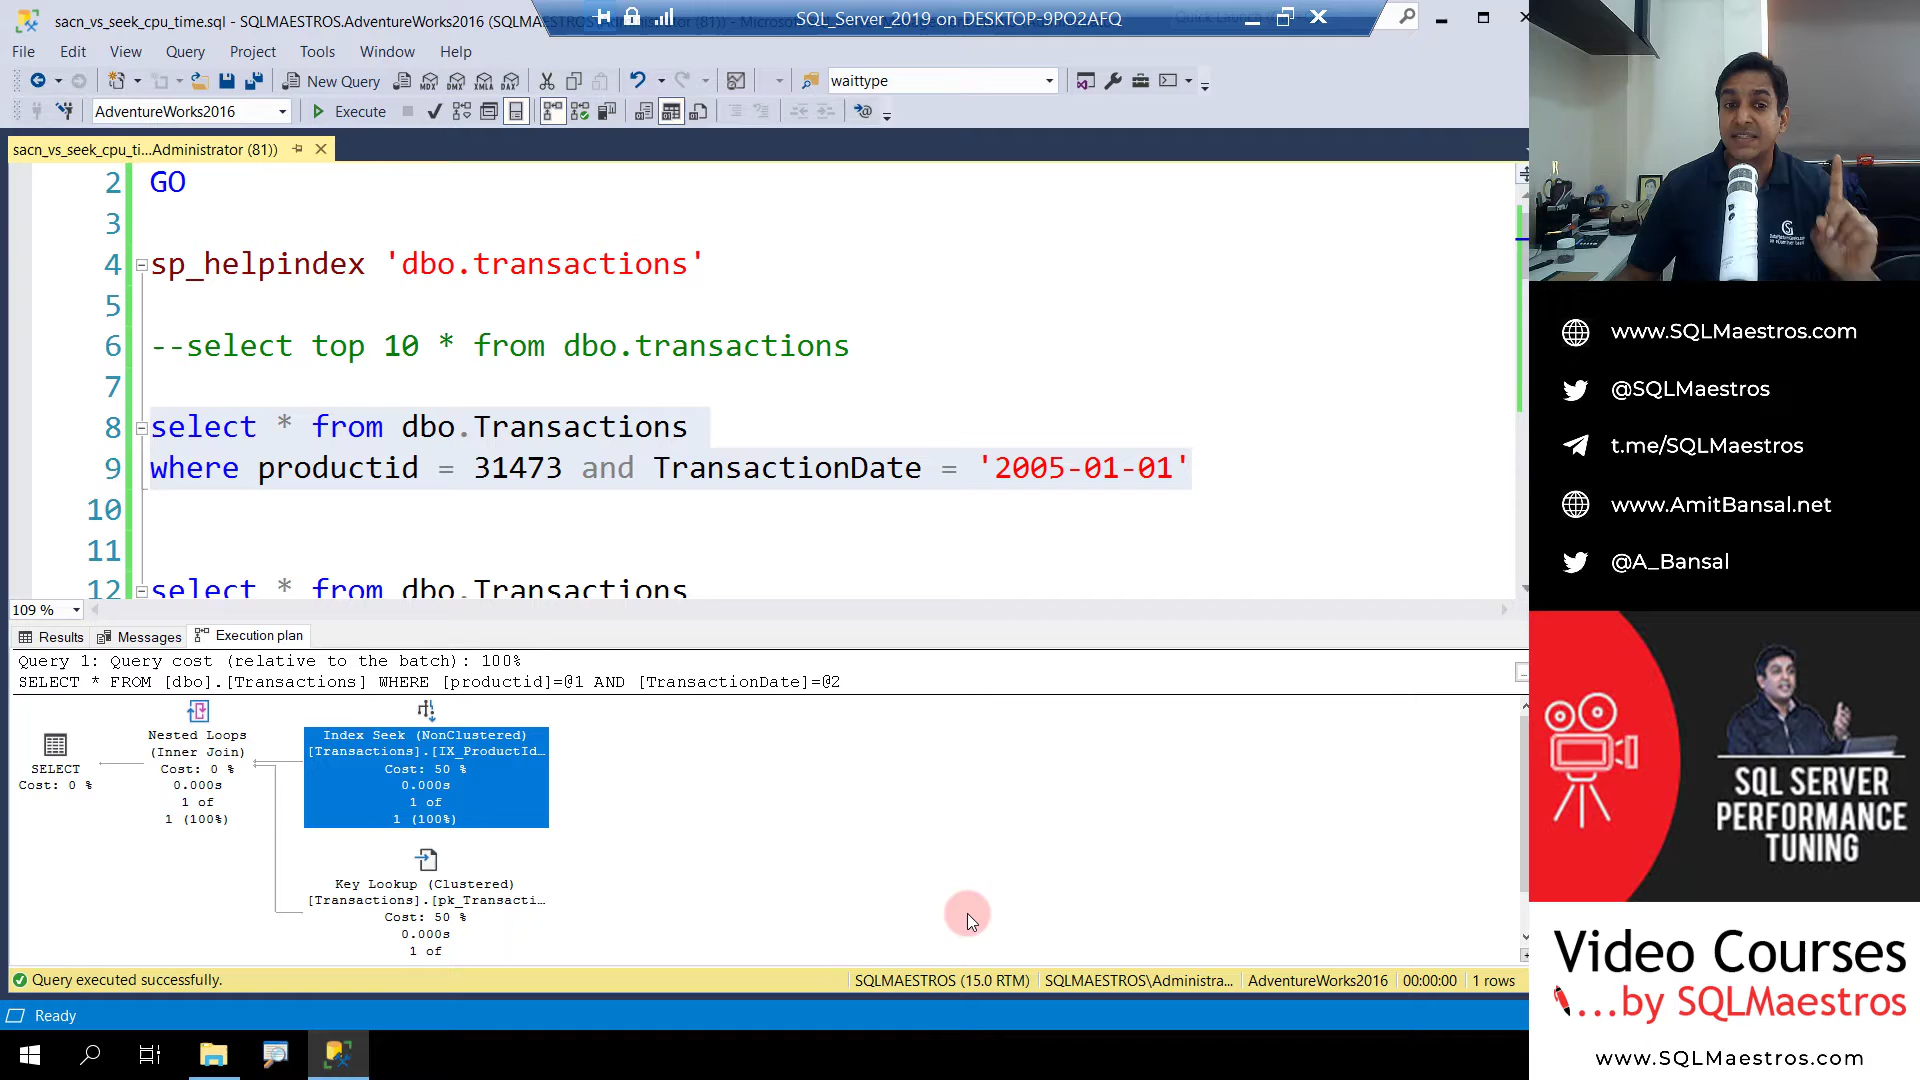 sacn_vs_seek_cpu_time.sql - SQLMAESTROS.AdventureWorks2016 (SQLMAESTROS\Administrator (81)) - Microsoft
SQL_Server_2019 on DESKTOP-9PO2AFQ
File Edit View Query Project Tools Window Help
New Query
MDX DMX XMLA DAX
waittype
AdventureWorks2016
Execute
sacn_vs_seek_cpu_ti...Administrator (81))
2 GO
3
4 sp_helpindex 'dbo.transactions'
5
6 --select top 10 * from dbo.transactions
7
8 select * from dbo.Transactions
9 where productid = 31473 and TransactionDate = '2005-01-01'
10
11
12 select * from dbo.Transactions
109 %
Results Messages Execution plan
Query 1: Query cost (relative to the batch): 100%
SELECT * FROM [dbo].[Transactions] WHERE [productid]=@1 AND [TransactionDate]=@2
SELECT
Cost: 0 %
Nested Loops
(Inner Join)
Cost: 0 %
0.000s
1 of
1 (100%)
Index Seek (NonClustered)
[Transactions].[IX_ProductId…
Cost: 50 %
0.000s
1 of
1 (100%)
Key Lookup (Clustered)
[Transactions].[pk_Transacti…
Cost: 50 %
0.000s
1 of
Query executed successfully.
SQLMAESTROS (15.0 RTM) SQLMAESTROS\Administra... AdventureWorks2016 00:00:00 1 rows
Ready
www.SQLMaestros.com
@SQLMaestros
t.me/SQLMaestros
www.AmitBansal.net
@A_Bansal
SQL SERVER
PERFORMANCE
TUNING
Video Courses
...by SQLMaestros
www.SQLMaestros.com